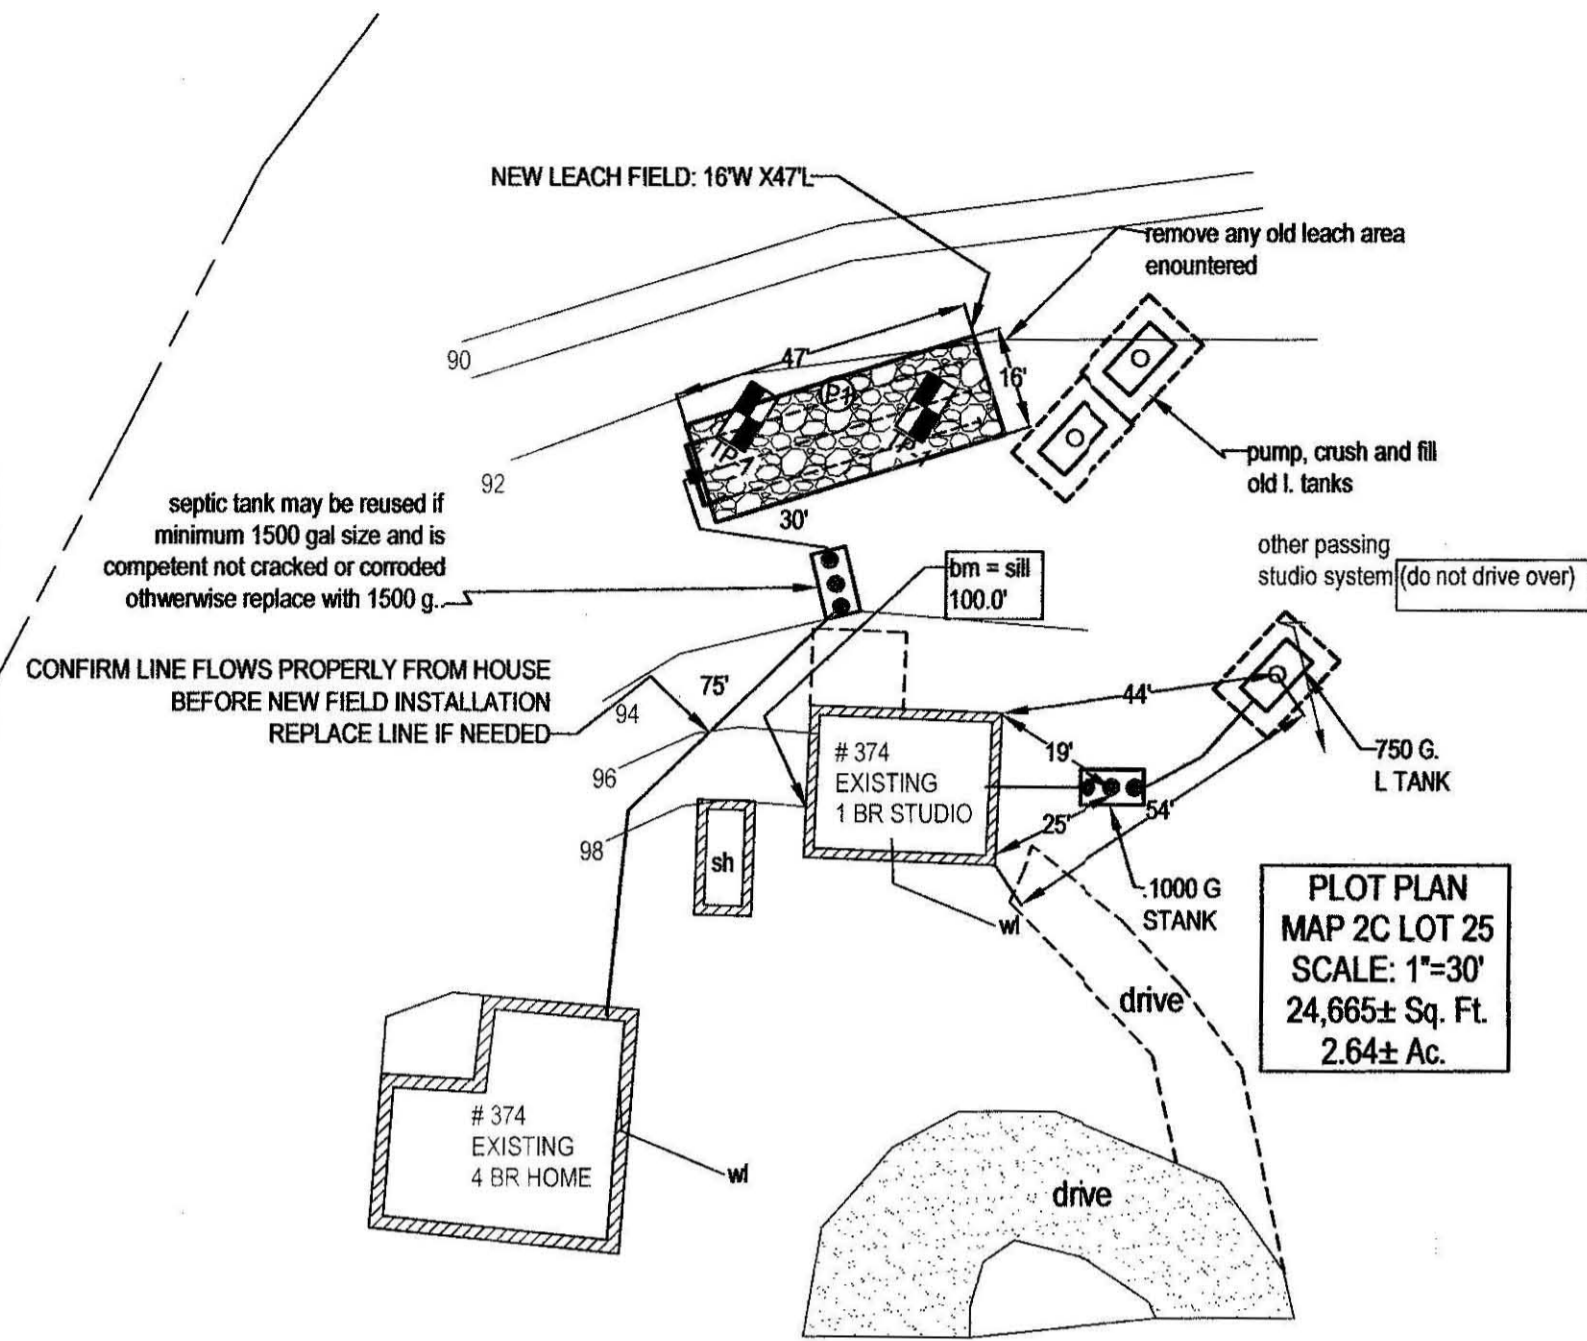 NEW LEACH FIELD: 16'W X47'L
remove any old leach area
enountered
90
47'
16'
P1
TP1
92
pump, crush and fill
old l. tanks
septic tank may be reused if
minimum 1500 gal size and is
competent not cracked or corroded
othwerwise replace with 1500 g..
30'
bm = sill
100.0'
other passing
studio system (do not drive over)
CONFIRM LINE FLOWS PROPERLY FROM HOUSE
BEFORE NEW FIELD INSTALLATION
REPLACE LINE IF NEEDED
75'
94
44'
96
# 374
EXISTING
1 BR STUDIO
19'
750 G.
L TANK
98
sh
25'
54'
1000 G
STANK
wl
PLOT PLAN
MAP 2C LOT 25
SCALE: 1"=30'
24,665± Sq. Ft.
2.64± Ac.
drive
# 374
EXISTING
4 BR HOME
wl
drive